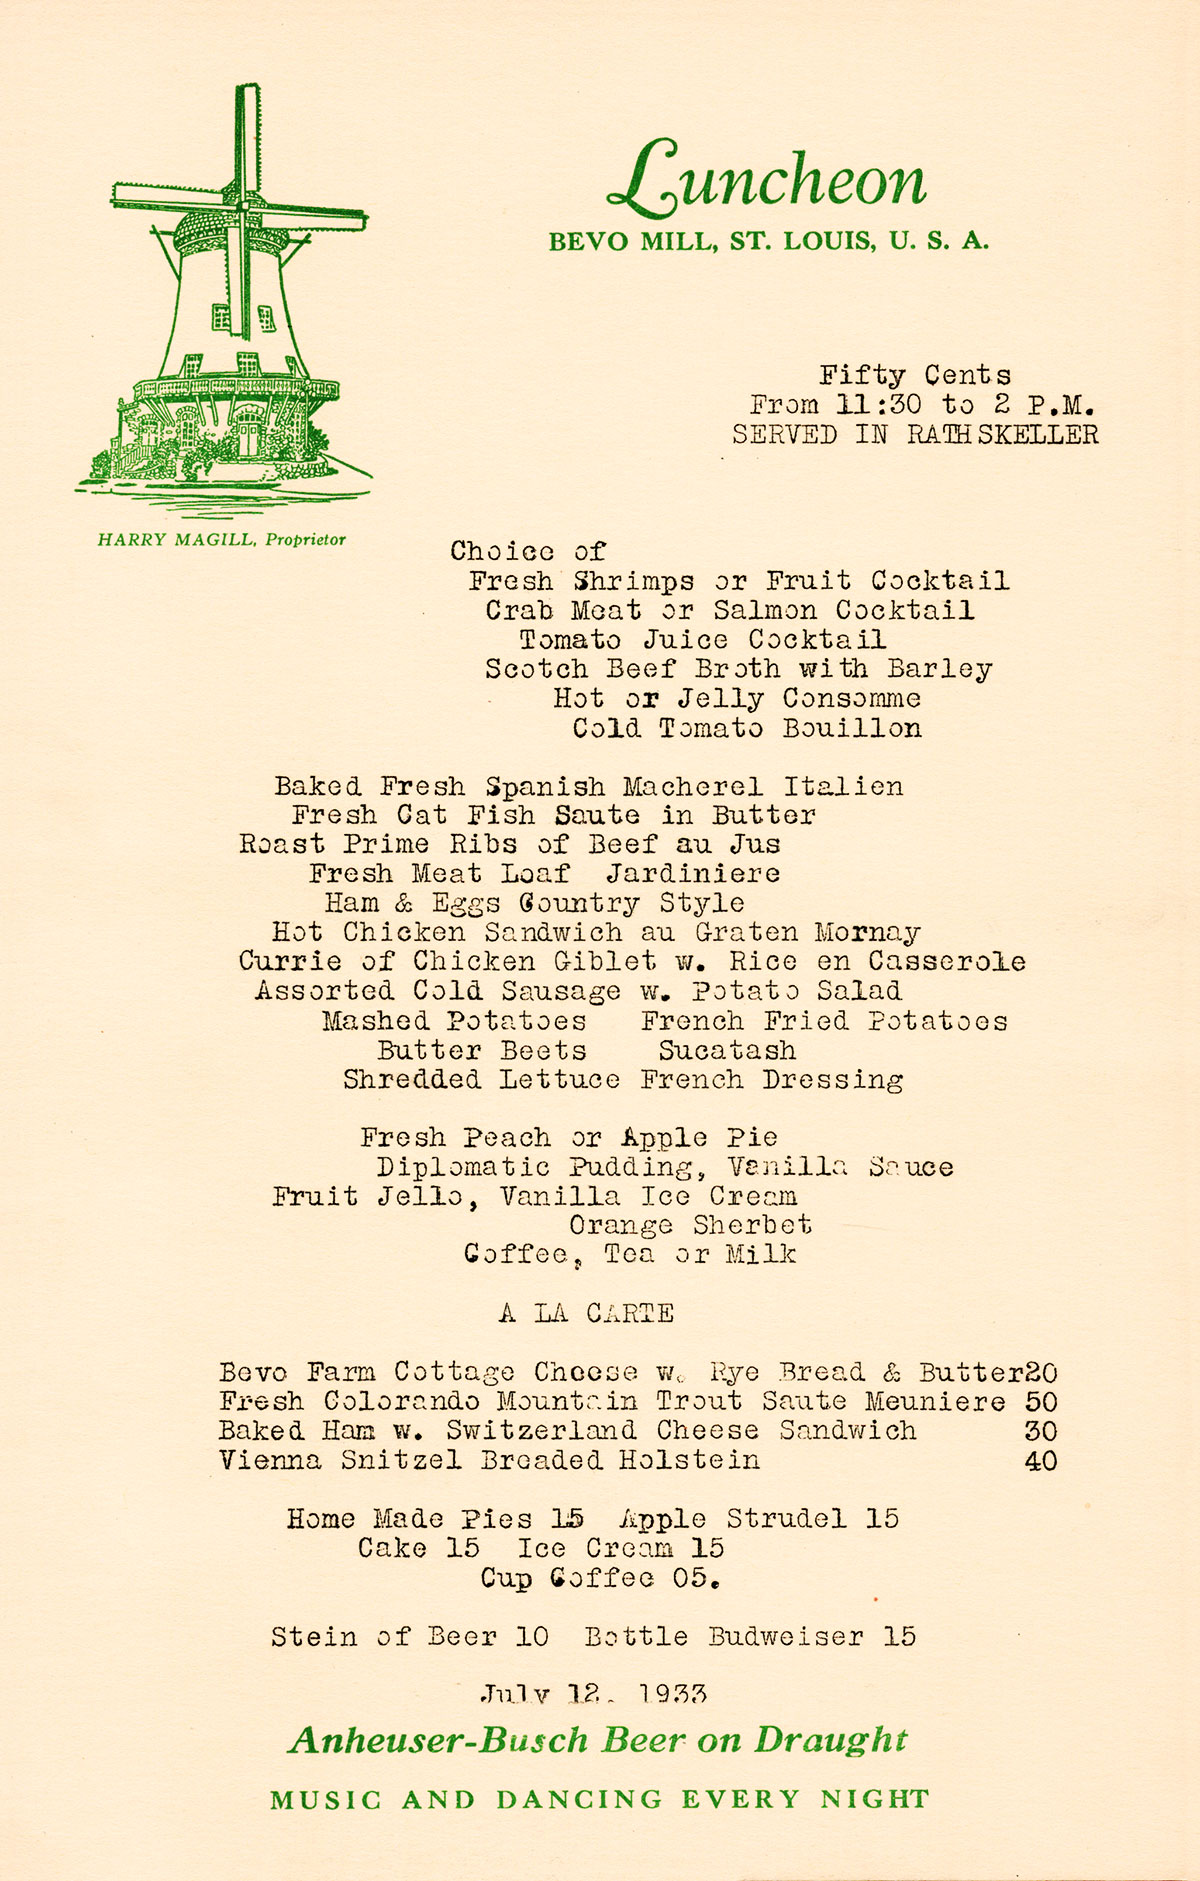 Luncheon
BEVO MILL, ST. LOUIS, U. S. A.
Fifty Cents
From 11:30 to 2 P.M.
SERVED IN RATHSKELLER
HARRY MAGILL, Proprietor
Choice of
Fresh Shrimps or Fruit Cocktail
Crab Meat or Salmon Cocktail
Tomato Juice Cocktail
Scotch Beef Broth with Barley
Hot or Jelly Consomme
Cold Tomato Bouillon
Baked Fresh Spanish Macherel Italien
Fresh Cat Fish Saute in Butter
Roast Prime Ribs of Beef au Jus
Fresh Meat Loaf Jardiniere
Ham & Eggs Country Style
Hot Chicken Sandwich au Graten Mornay
Currie of Chicken Giblet w. Rice en Casserole
Assorted Cold Sausage w. Potato Salad
Mashed Potatoes French Fried Potatoes
Butter Beets Sucatash
Shredded Lettuce French Dressing
Fresh Peach or Apple Pie
Diplomatic Pudding, Vanilla Sauce
Fruit Jello, Vanilla Ice Cream
Orange Sherbet
Coffee, Tea or Milk
A LA CARTE
Bevo Farm Cottage Cheese w. Rye Bread & Butter20
Fresh Colorando Mountain Trout Saute Meuniere 50
Baked Ham w. Switzerland Cheese Sandwich 30
Vienna Snitzel Breaded Holstein 40
Home Made Pies 15 Apple Strudel 15
Cake 15 Ice Cream 15
Cup Coffee 05.
Stein of Beer 10 Bottle Budweiser 15
July 12. 1933
Anheuser-Busch Beer on Draught
MUSIC AND DANCING EVERY NIGHT